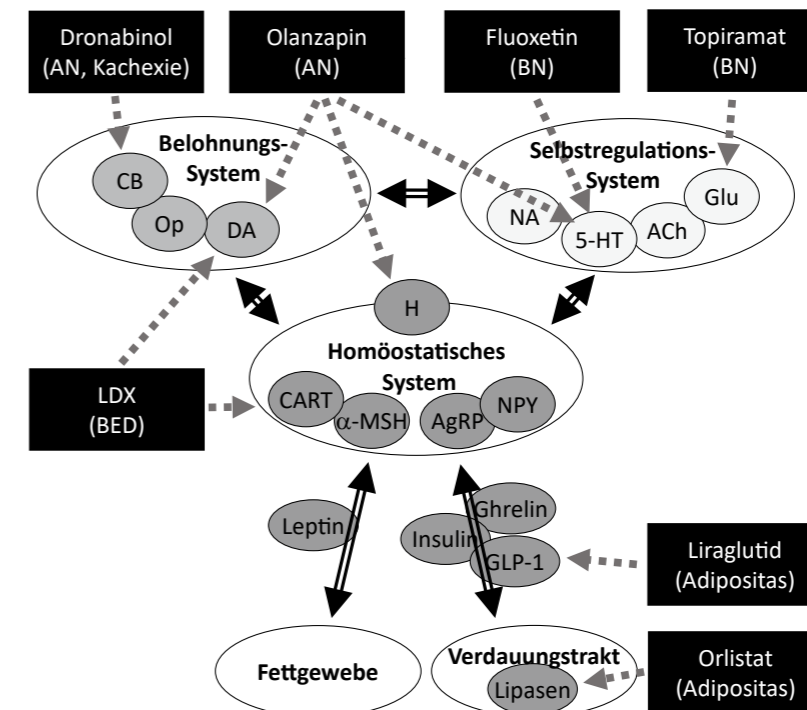 Dronabinol
(AN, Kachexie)
Olanzapin
(AN)
Fluoxetin
(BN)
Topiramat
(BN)
Belohnungs-
System
CB
Op
DA
Selbstregulations-
System
NA
5-HT
ACh
Glu
H
Homöostatisches
System
CART
α-MSH
AgRP
NPY
LDX
(BED)
Leptin
Ghrelin
Insulin
GLP-1
Liraglutid
(Adipositas)
Fettgewebe
Verdauungstrakt
Lipasen
Orlistat
(Adipositas)